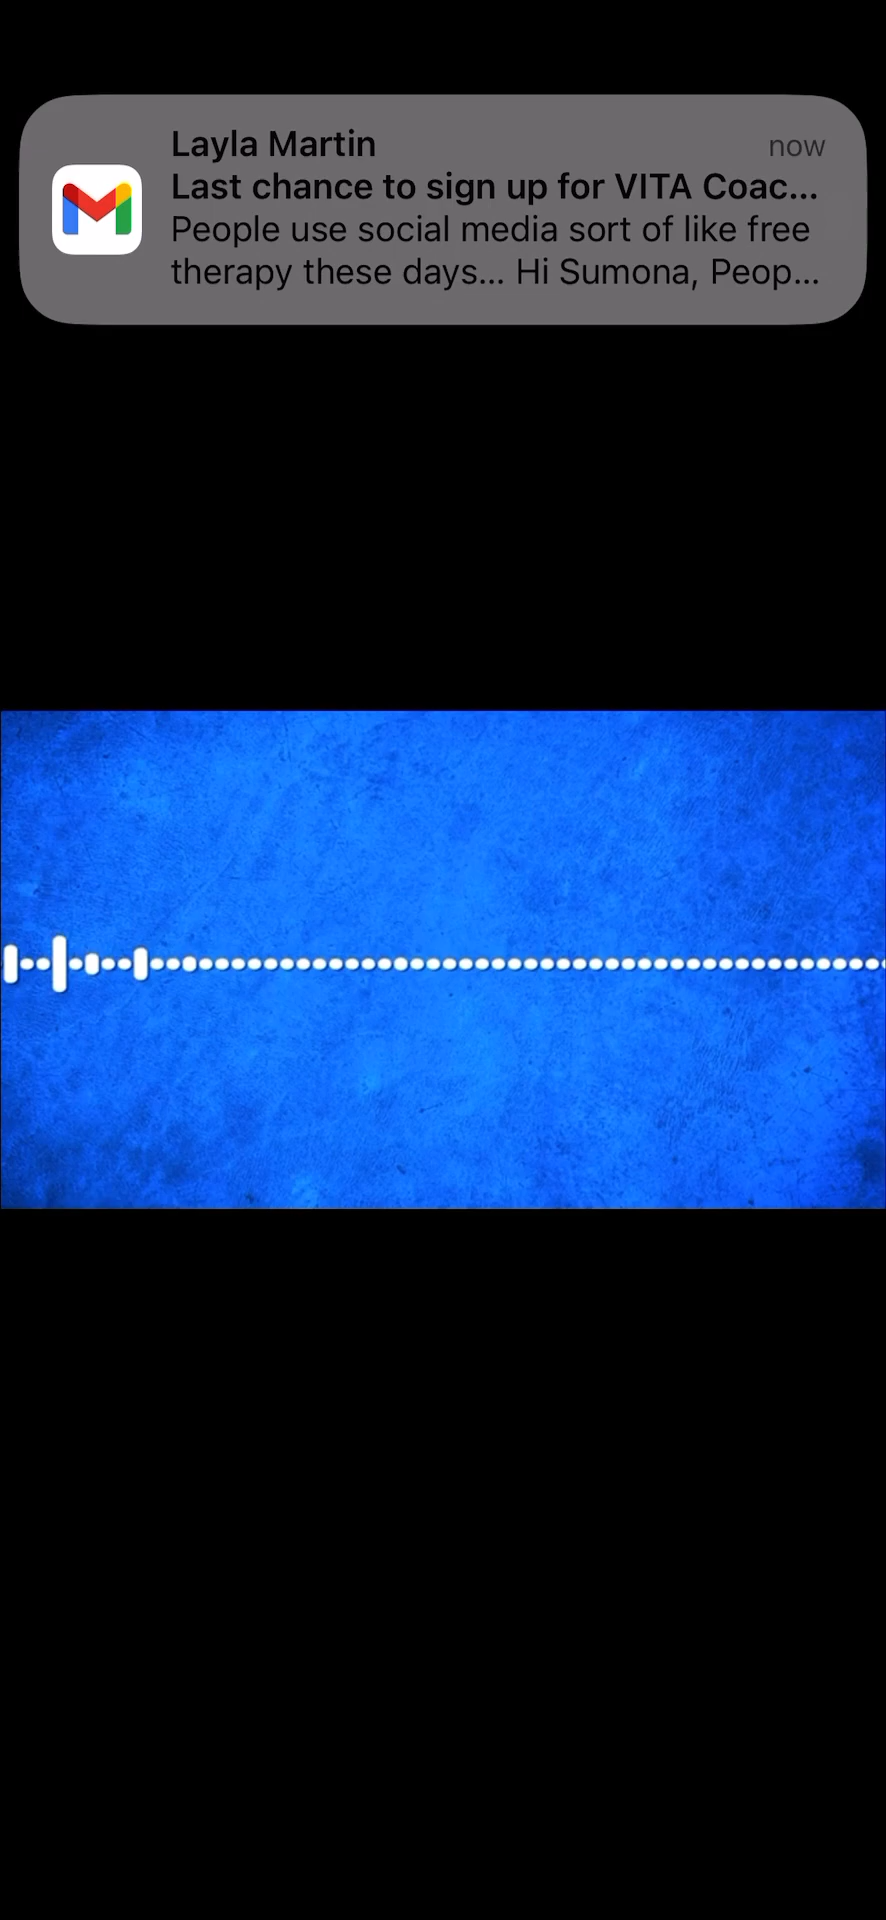 Layla Martin
now
Last chance to sign up for VITA Coac...
People use social media sort of like free
therapy these days... Hi Sumona, Peop...